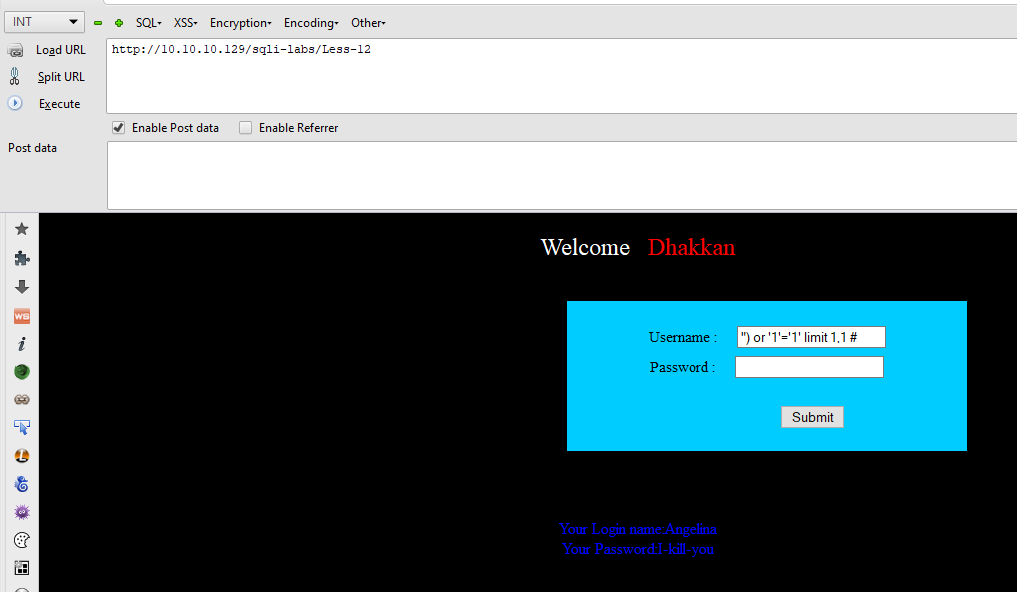 INT SQL▾ XSS▾ Encryption▾ Encoding▾ Other▾
Load URL http://10.10.10.129/sqli-labs/Less-12
Split URL
Execute
Enable Post data Enable Referrer
Post data
Welcome Dhakkan
Username : ") or '1'='1' limit 1,1 #
Password :
Submit
Your Login name:Angelina
Your Password:I-kill-you
WS
i